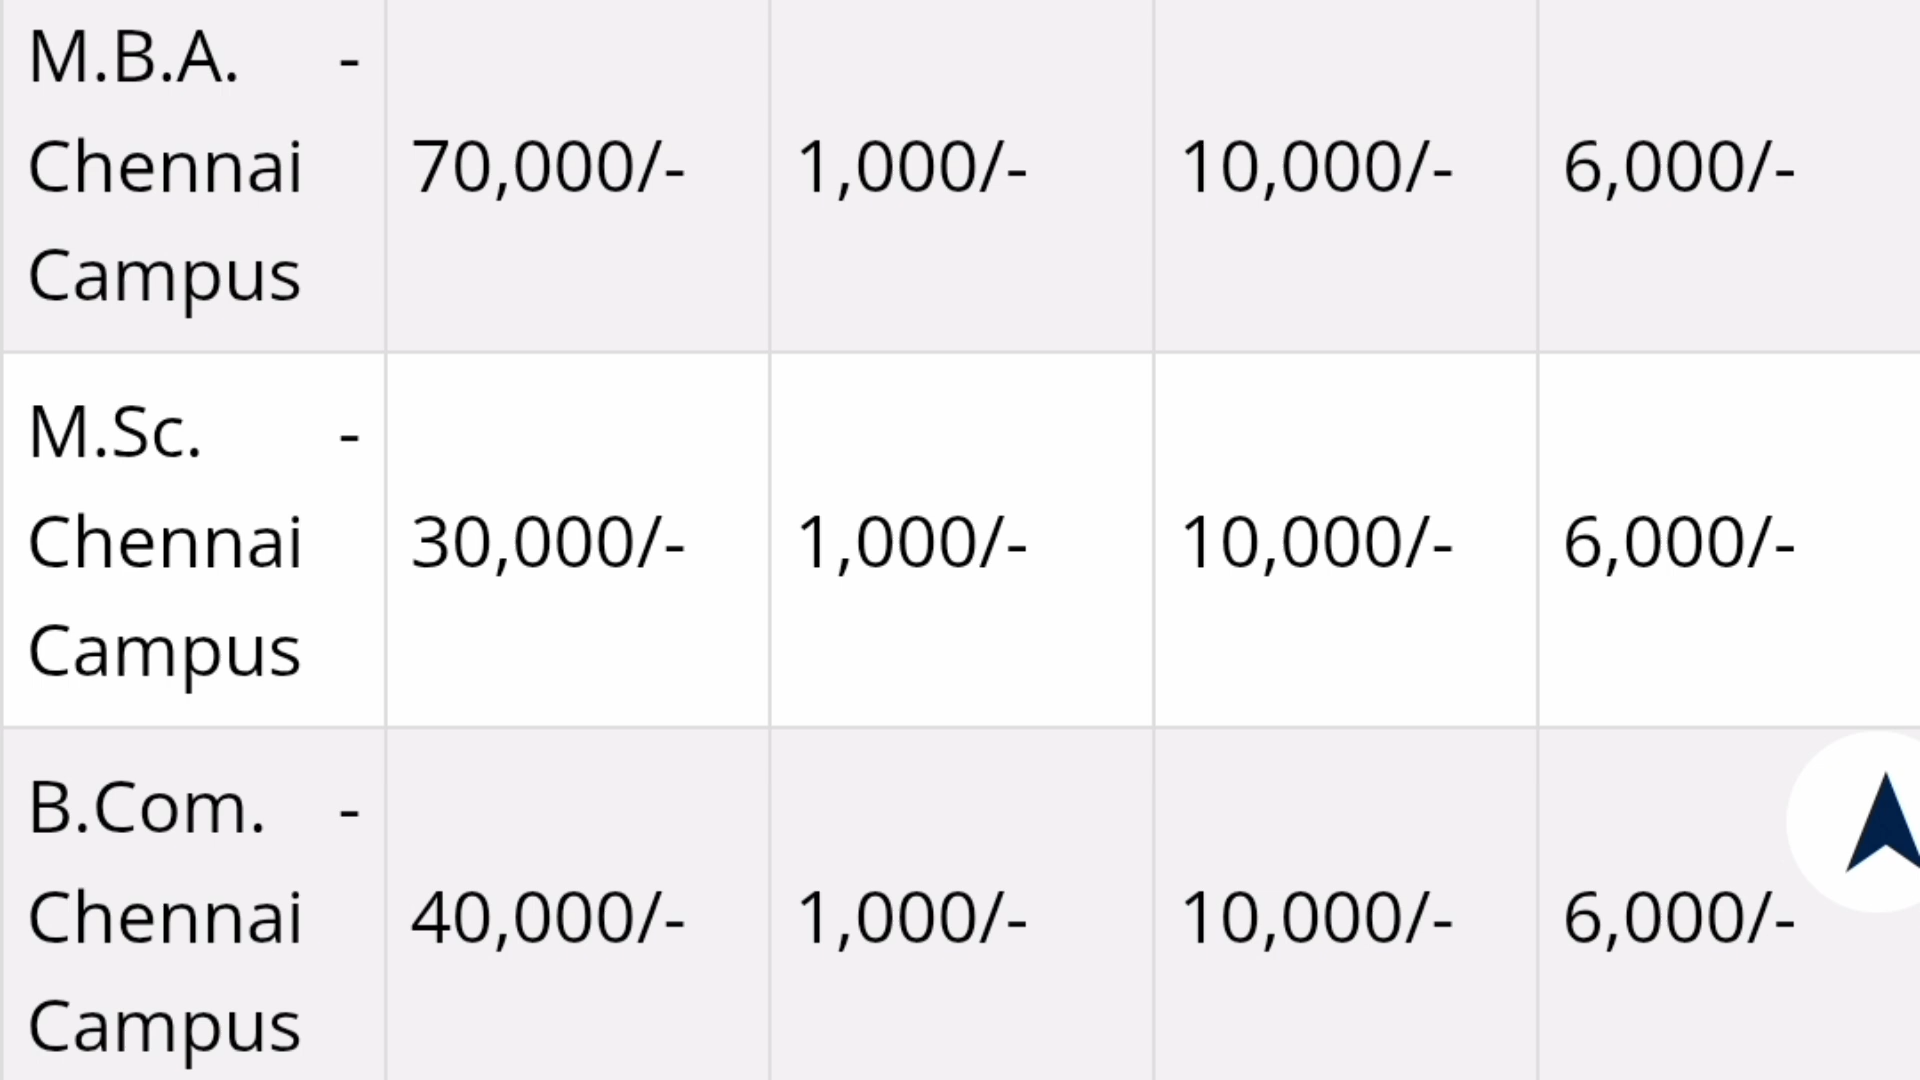 M.B.A. -
Chennai
Campus
70,000/-
1,000/-
10,000/-
6,000/-
M.Sc. -
Chennai
Campus
30,000/-
1,000/-
10,000/-
6,000/-
B.Com. -
Chennai
Campus
40,000/-
1,000/-
10,000/-
6,000/-